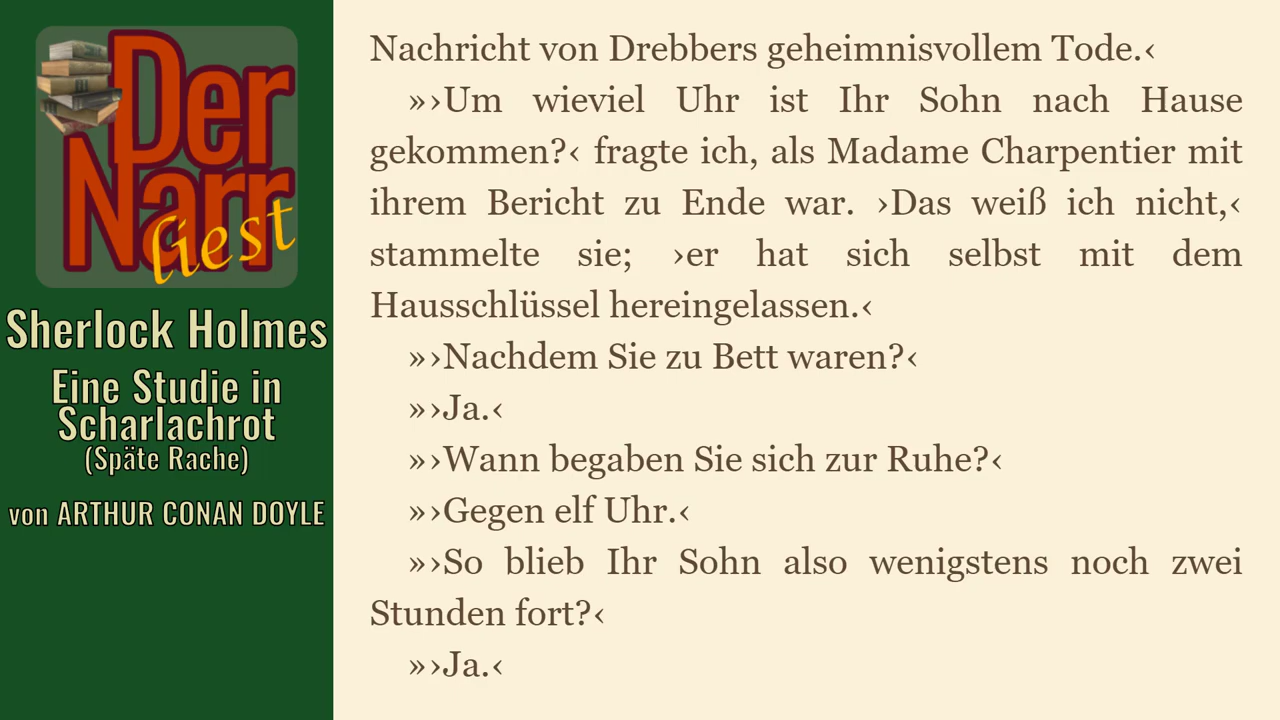 Der
Narr
liest
Sherlock Holmes
Eine Studie in
Scharlachrot
(Späte Rache)
von ARTHUR CONAN DOYLE
Nachricht von Drebbers geheimnisvollem Tode.‹
»›Um wieviel Uhr ist Ihr Sohn nach Hause
gekommen?‹ fragte ich, als Madame Charpentier mit
ihrem Bericht zu Ende war. ›Das weiß ich nicht,‹
stammelte sie; ›er hat sich selbst mit dem
Hausschlüssel hereingelassen.‹
»›Nachdem Sie zu Bett waren?‹
»›Ja.‹
»›Wann begaben Sie sich zur Ruhe?‹
»›Gegen elf Uhr.‹
»›So blieb Ihr Sohn also wenigstens noch zwei
Stunden fort?‹
»›Ja.‹